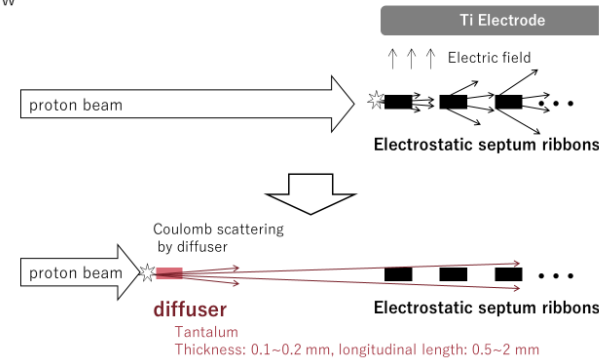 Ti Electrode
Electric field
proton beam
Electrostatic septum ribbons
Coulomb scattering
by diffuser
proton beam
diffuser
Electrostatic septum ribbons
Tantalum
Thickness: 0.1~0.2 mm, longitudinal length: 0.5~2 mm